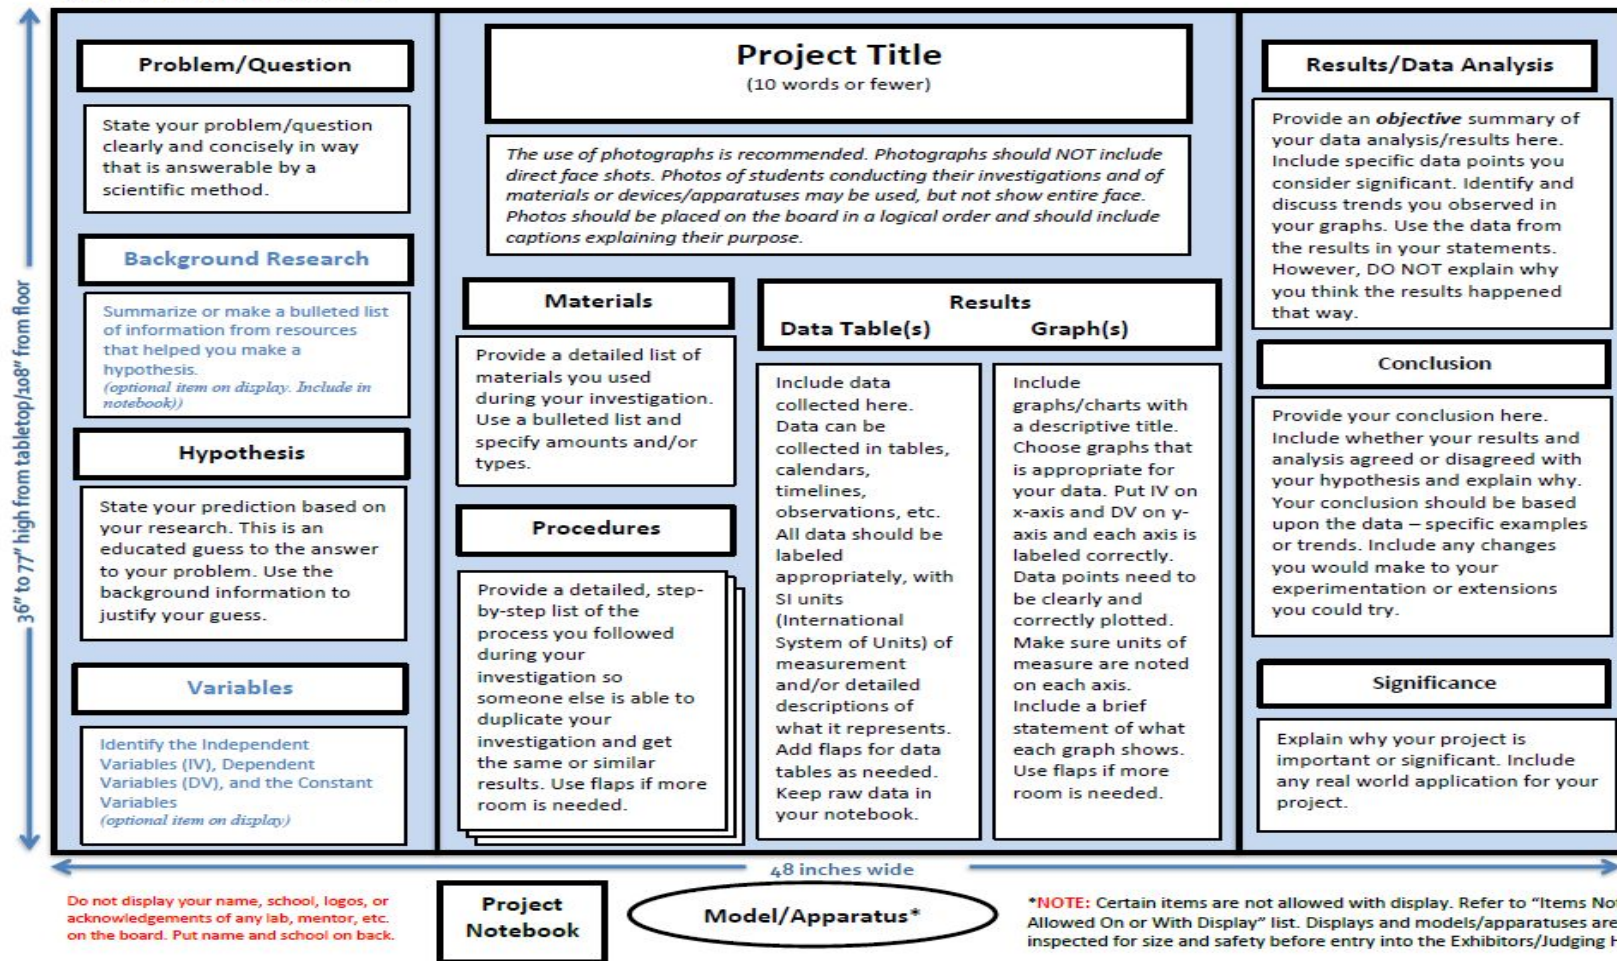 36" to 77" high from tabletop/108" from floor
Problem/Question
State your problem/question
clearly and concisely in way
that is answerable by a
scientific method.
Background Research
Summarize or make a bulleted list
of information from resources
that helped you make a
hypothesis.
(optional item on display. Include in
notebook))
Hypothesis
State your prediction based on
your research. This is an
educated guess to the answer
to your problem. Use the
background information to
justify your guess.
Variables
Identify the Independent
Variables (IV), Dependent
Variables (DV), and the Constant
Variables
(optional item on display)
Project Title
(10 words or fewer)
The use of photographs is recommended. Photographs should NOT include
direct face shots. Photos of students conducting their investigations and of
materials or devices/apparatuses may be used, but not show entire face.
Photos should be placed on the board in a logical order and should include
captions explaining their purpose.
Materials
Provide a detailed list of
materials you used
during your investigation.
Use a bulleted list and
specify amounts and/or
types.
Procedures
Provide a detailed, step-
by-step list of the
process you followed
during your
investigation so
someone else is able to
duplicate your
investigation and get
the same or similar
results. Use flaps if more
room is needed.
Results
Data Table(s) Graph(s)
Include data
collected here.
Data can be
collected in tables,
calendars,
timelines,
observations, etc.
All data should be
labeled
appropriately, with
SI units
(International
System of Units) of
measurement
and/or detailed
descriptions of
what it represents.
Add flaps for data
tables as needed.
Keep raw data in
your notebook.
Include
graphs/charts with
a descriptive title.
Choose graphs that
is appropriate for
your data. Put IV on
x-axis and DV on y-
axis and each axis is
labeled correctly.
Data points need to
be clearly and
correctly plotted.
Make sure units of
measure are noted
on each axis.
Include a brief
statement of what
each graph shows.
Use flaps if more
room is needed.
Results/Data Analysis
Provide an objective summary of
your data analysis/results here.
Include specific data points you
consider significant. Identify and
discuss trends you observed in
your graphs. Use the data from
the results in your statements.
However, DO NOT explain why
you think the results happened
that way.
Conclusion
Provide your conclusion here.
Include whether your results and
analysis agreed or disagreed with
your hypothesis and explain why.
Your conclusion should be based
upon the data – specific examples
or trends. Include any changes
you would make to your
experimentation or extensions
you could try.
Significance
Explain why your project is
important or significant. Include
any real world application for your
project.
48 inches wide
Do not display your name, school, logos, or
acknowledgements of any lab, mentor, etc.
on the board. Put name and school on back.
Project
Notebook
Model/Apparatus*
*NOTE: Certain items are not allowed with display. Refer to “Items No
Allowed On or With Display” list. Displays and models/apparatuses are
inspected for size and safety before entry into the Exhibitors/Judging H